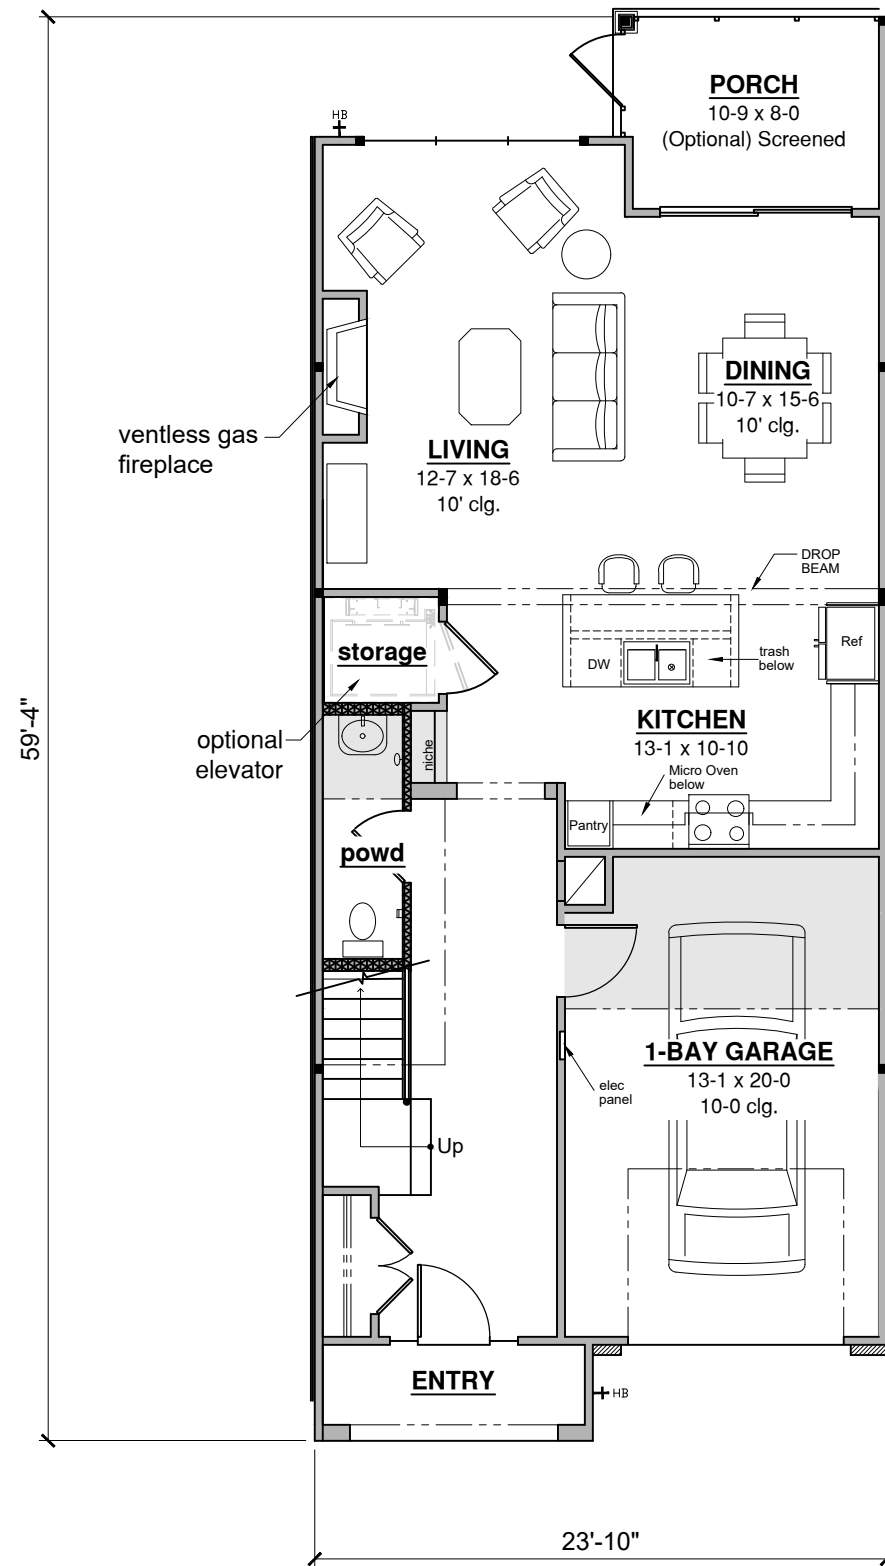 PORCH
10-9 x 8-0
(Optional) Screened
HB
DINING
10-7 x 15-6
10' clg.
ventless gas
fireplace
LIVING
12-7 x 18-6
10' clg.
DROP
BEAM
storage
DW
trash
below
Ref
59'-4"
optional
elevator
niche
KITCHEN
13-1 x 10-10
Micro Oven
below
Pantry
powd
1-BAY GARAGE
13-1 x 20-0
10-0 clg.
elec
panel
Up
ENTRY
HB
23'-10"